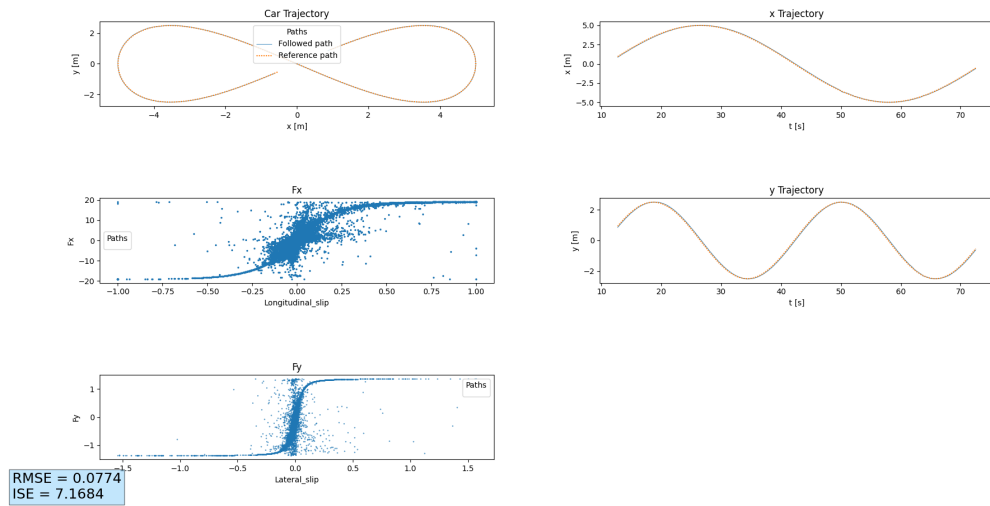 Car Trajectory
Paths
Followed path
Reference path
y [m]
2
0
−2
−4
−2
0
2
4
x [m]
x Trajectory
x [m]
5.0
2.5
0.0
−2.5
−5.0
10
20
30
40
50
60
70
t [s]
Fx
Paths
Fx
20
10
0
−10
−20
−1.00
−0.75
−0.50
−0.25
0.00
0.25
0.50
0.75
1.00
Longitudinal_slip
y Trajectory
y [m]
2
0
−2
10
20
30
40
50
60
70
t [s]
Fy
Paths
Fy
1
0
−1
−1.5
−1.0
−0.5
0.0
0.5
1.0
1.5
Lateral_slip
RMSE = 0.0774
ISE = 7.1684